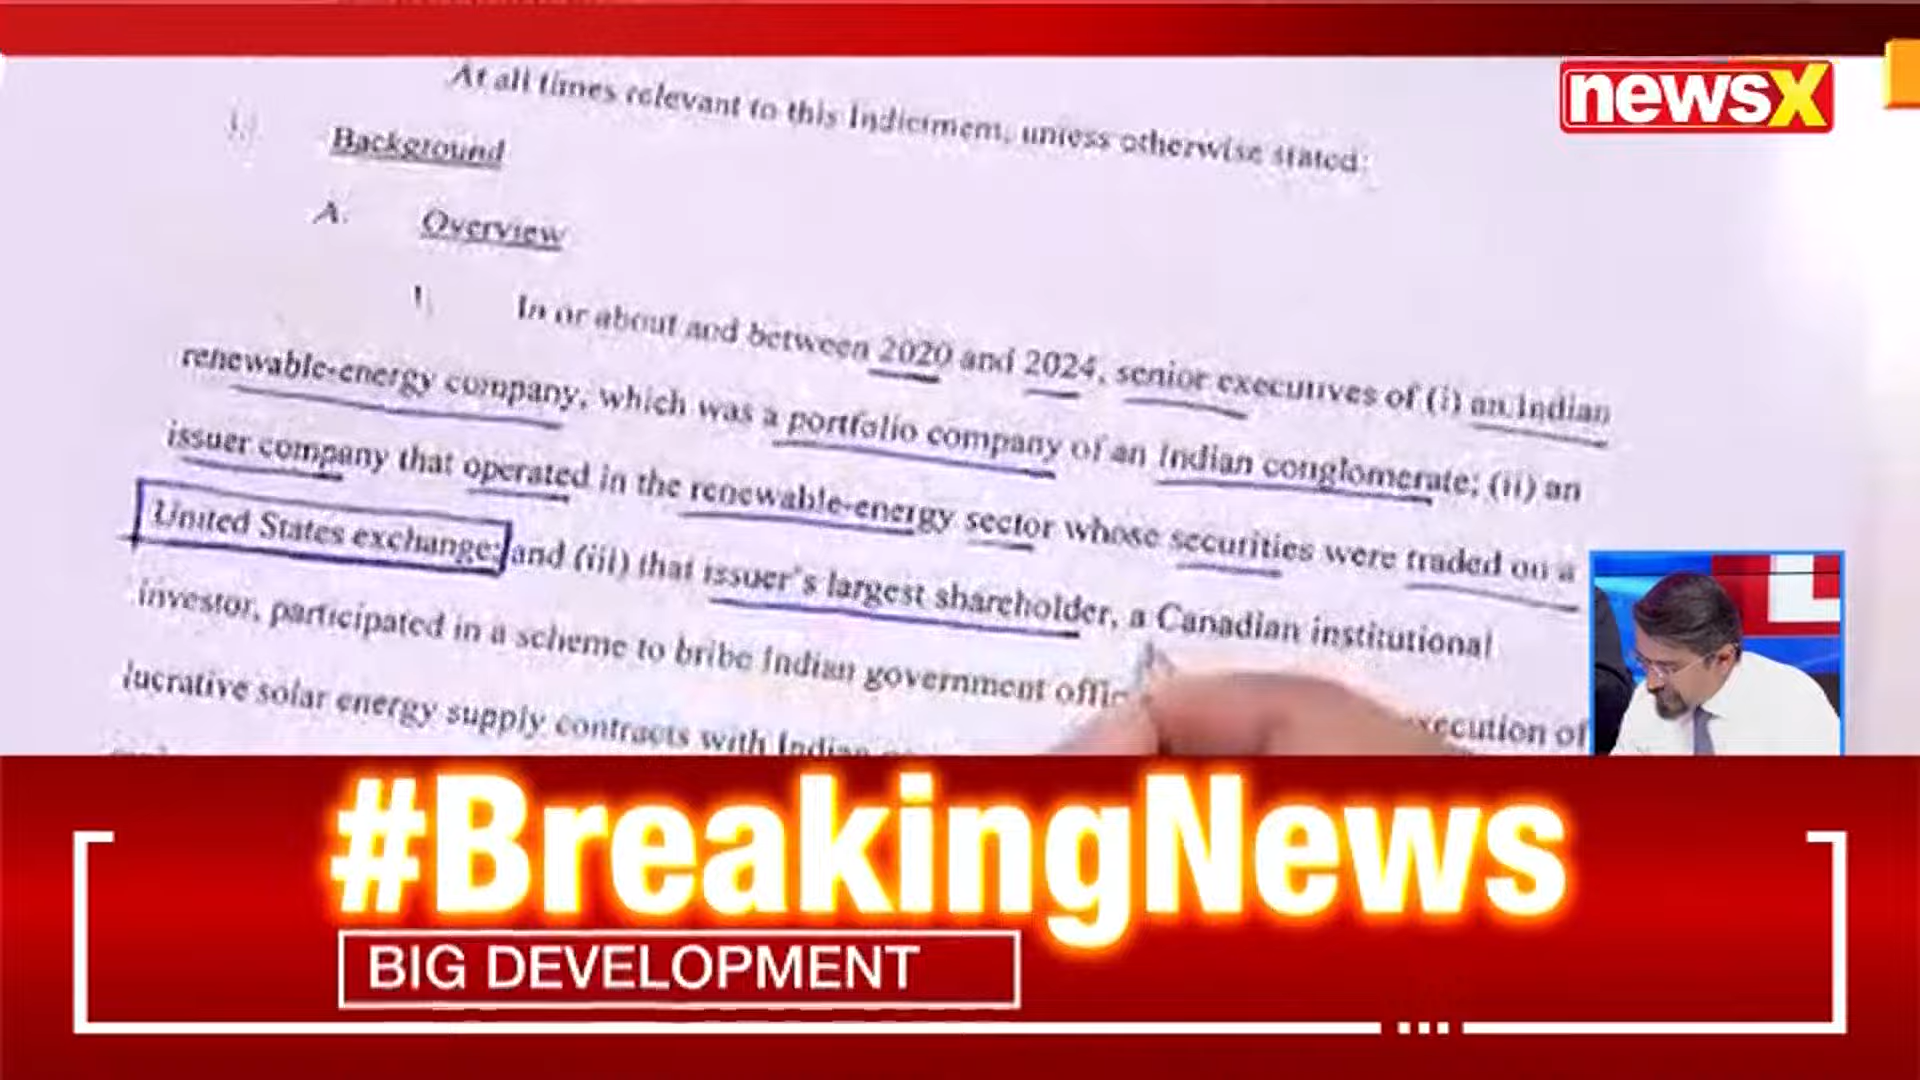 newsX
At all times relevant to this Indictment, unless otherwise stated:
Background
A. Overview
1. In or about and between 2020 and 2024, senior executives of (i) an Indian
renewable-energy company, which was a portfolio company of an Indian conglomerate; (ii) an
issuer company that operated in the renewable-energy sector whose securities were traded on a
United States exchange; and (iii) that issuer's largest shareholder, a Canadian institutional
investor, participated in a scheme to bribe Indian government
lucrative solar energy supply contracts with Indian
#BreakingNews
BIG DEVELOPMENT